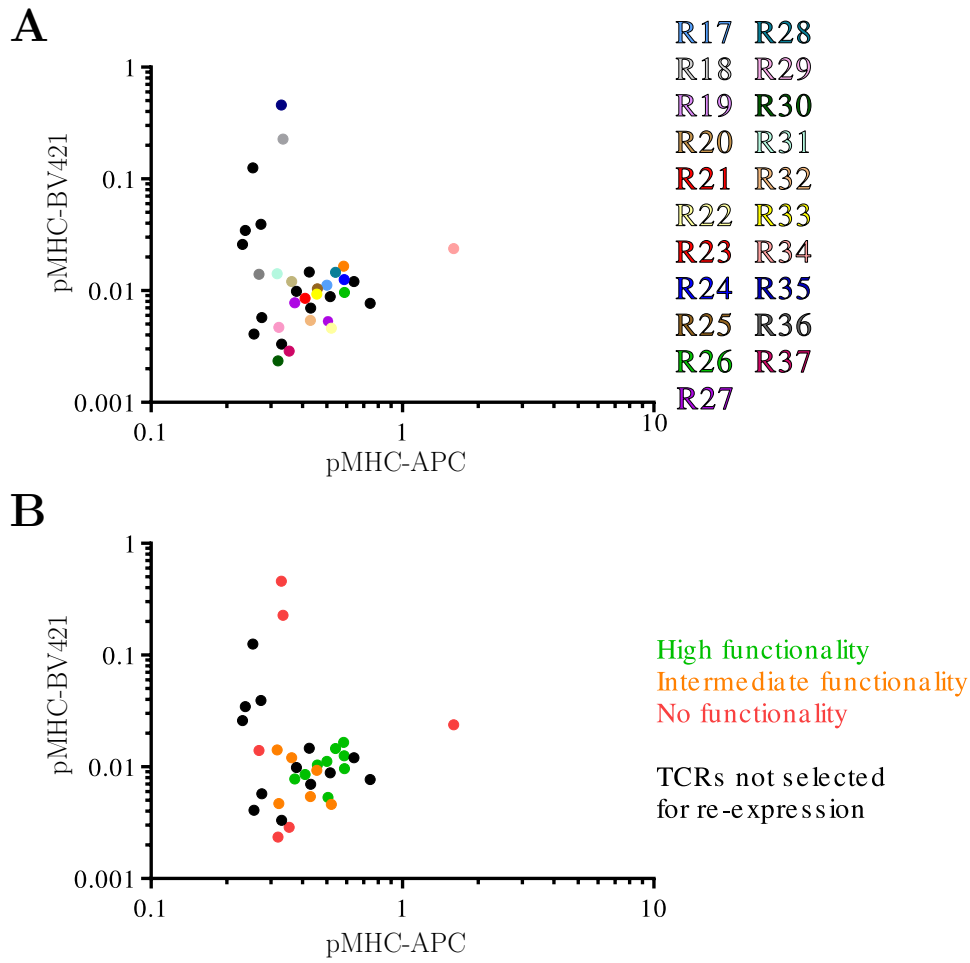 A
1
0.1
0.01
0.001
pMHC-BV421
0.1
1
10
pMHC-APC
R17 R28
R18 R29
R19 R30
R20 R31
R21 R32
R22 R33
R23 R34
R24 R35
R25 R36
R26 R37
R27
B
1
0.1
0.01
0.001
pMHC-BV421
0.1
1
10
pMHC-APC
High functionality
Intermediate functionality
No functionality
TCRs not selected
for re-expression